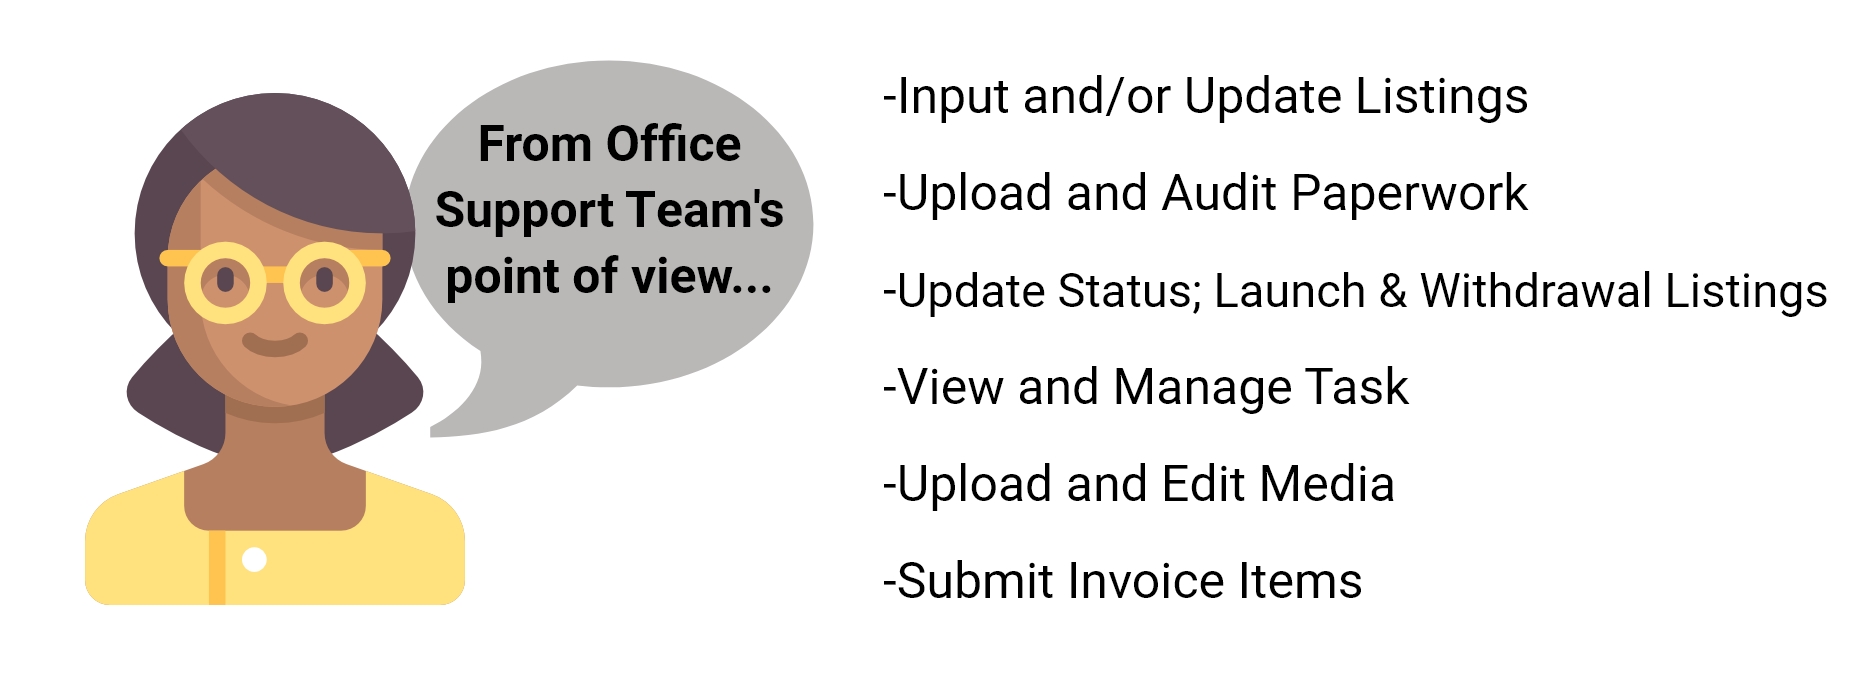 From Office
Support Team's
point of view...
-Input and/or Update Listings
-Upload and Audit Paperwork
-Update Status; Launch & Withdrawal Listings
-View and Manage Task
-Upload and Edit Media
-Submit Invoice Items